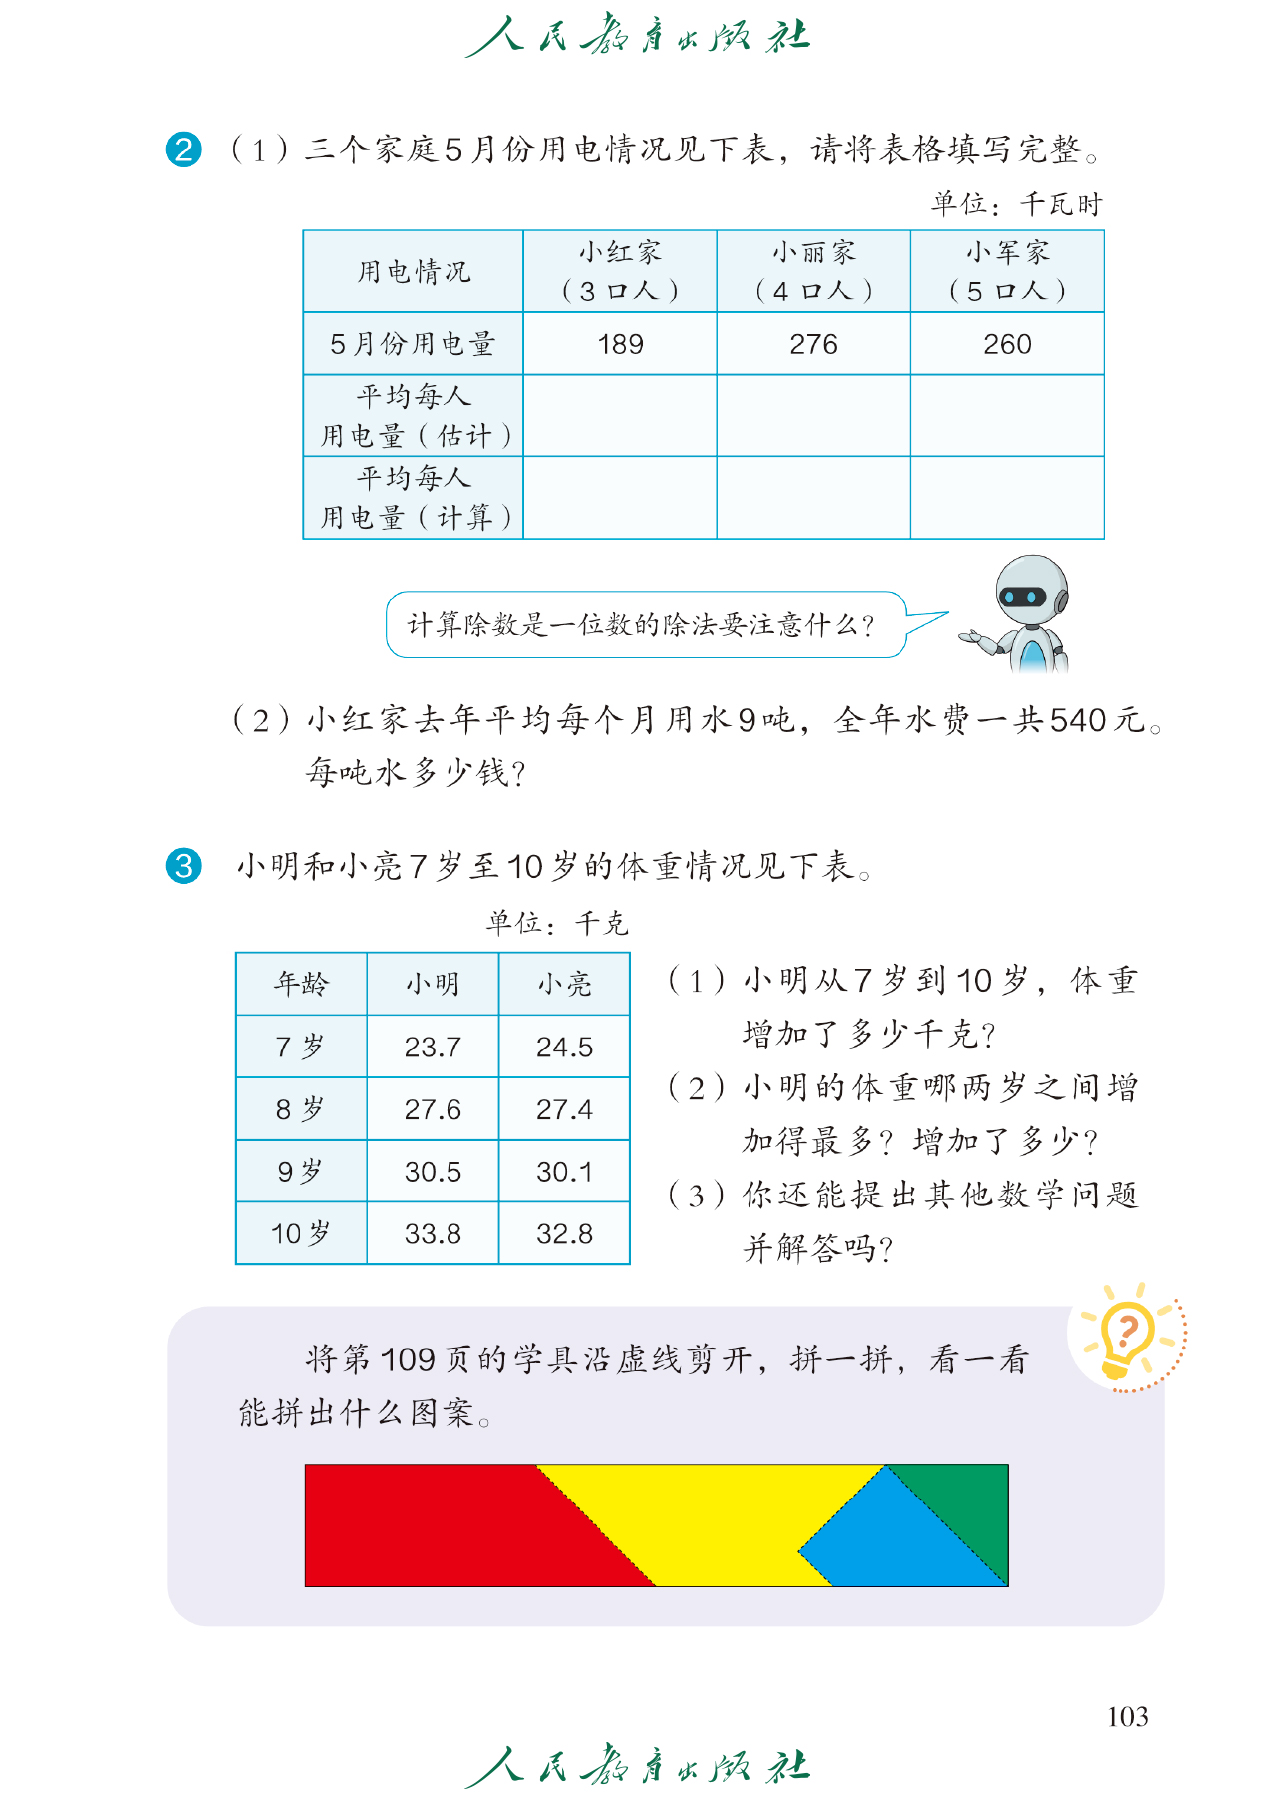 人民教育出版社
2 （1）三个家庭5月份用电情况见下表，请将表格填写完整。
单位：千瓦时
用电情况 小红家（3口人） 小丽家（4口人） 小军家（5口人）
5月份用电量 189 276 260
平均每人
用电量（估计）
平均每人
用电量（计算）
计算除数是一位数的除法要注意什么？
（2）小红家去年平均每个月用水9吨，全年水费一共540元。
每吨水多少钱？
3 小明和小亮7岁至10岁的体重情况见下表。
单位：千克
年龄 小明 小亮
7岁 23.7 24.5
8岁 27.6 27.4
9岁 30.5 30.1
10岁 33.8 32.8
（1）小明从7岁到10岁，体重
增加了多少千克？
（2）小明的体重哪两岁之间增
加得最多？增加了多少？
（3）你还能提出其他数学问题
并解答吗？
?
将第109页的学具沿虚线剪开，拼一拼，看一看
能拼出什么图案。
103
人民教育出版社